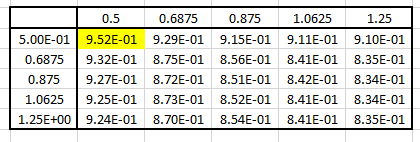 0.5 0.6875 0.875 1.0625 1.25
5.00E-01 9.52E-01 9.29E-01 9.15E-01 9.11E-01 9.10E-01
0.6875 9.32E-01 8.75E-01 8.56E-01 8.41E-01 8.35E-01
0.875 9.27E-01 8.72E-01 8.51E-01 8.42E-01 8.34E-01
1.0625 9.25E-01 8.73E-01 8.52E-01 8.41E-01 8.34E-01
1.25E+00 9.24E-01 8.70E-01 8.54E-01 8.41E-01 8.35E-01